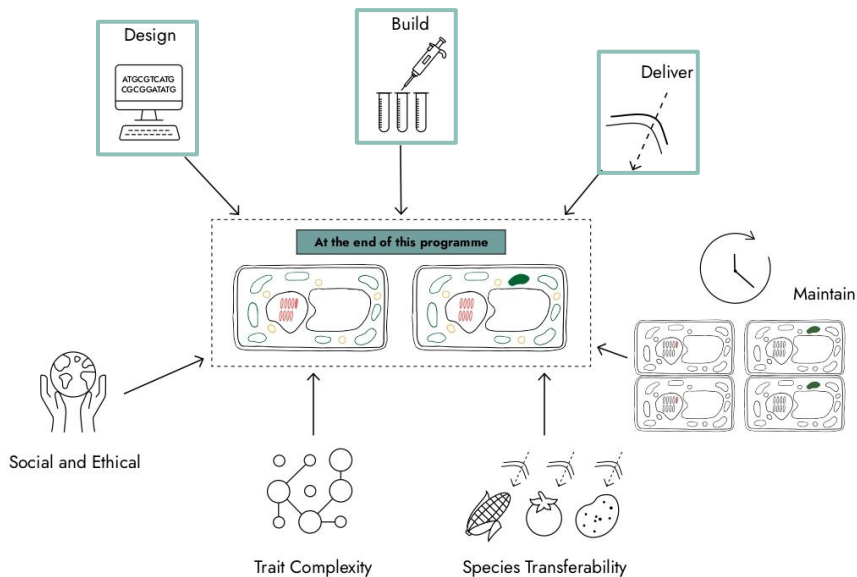 Design
ATGCGTCATG
CGCGGATATG
Build
Deliver
At the end of this programme
Maintain
Social and Ethical
Trait Complexity
Species Transferability